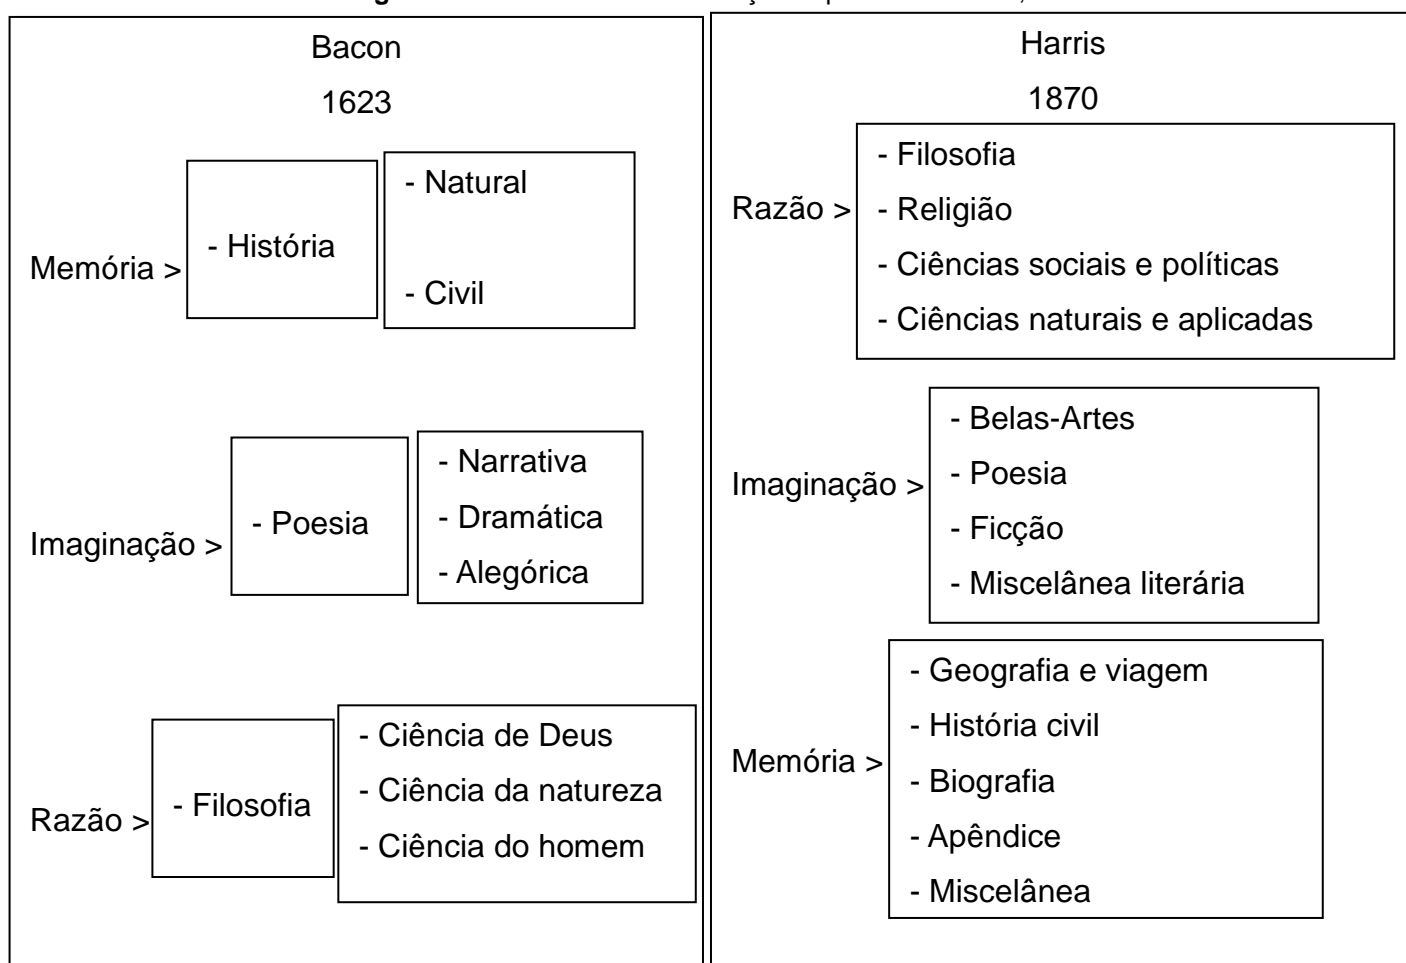 Bacon
1623
Memória >
- História
- Natural
- Civil
Imaginação >
- Poesia
- Narrativa
- Dramática
- Alegórica
Razão >
- Filosofia
- Ciência de Deus
- Ciência da natureza
- Ciência do homem
Harris
1870
Razão >
- Filosofia
- Religião
- Ciências sociais e políticas
- Ciências naturais e aplicadas
Imaginação >
- Belas-Artes
- Poesia
- Ficção
- Miscelânea literária
Memória >
- Geografia e viagem
- História civil
- Biografia
- Apêndice
- Miscelânea